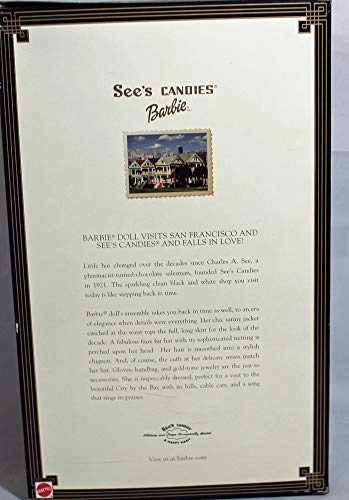 See's CANDIES®
Barbie®
BARBIE® DOLL VISITS SAN FRANCISCO AND
SEE'S CANDIES® AND FALLS IN LOVE!
Little has changed over the decades since Charles A. See, a
pharmacist-turned-chocolate salesman, founded See's Candies
in 1921. The sparkling clean black and white shop you visit
today is like stepping back in time.
Barbie® doll's ensemble takes you back in time as well, to an era
of elegance when details were everything. Her chic satiny jacket
cinched at the waist tops the full, long skirt for the look of the
decade. A fabulous faux fur hat with its sophisticated netting is
perched upon her head. Her hair is smoothed into a stylish
chignon. And, of course, the cuffs at her delicate wrists match
her hat. Gloves, handbag, and gold-tone jewelry are the just-so
accessories. She is impeccably dressed, perfect for a visit to the
beautiful City by the Bay with its hills, cable cars, and a song
that sings its praises.
See's CANDIES®
A HAPPY HABIT
Visit us at barbie.com
MATTEL